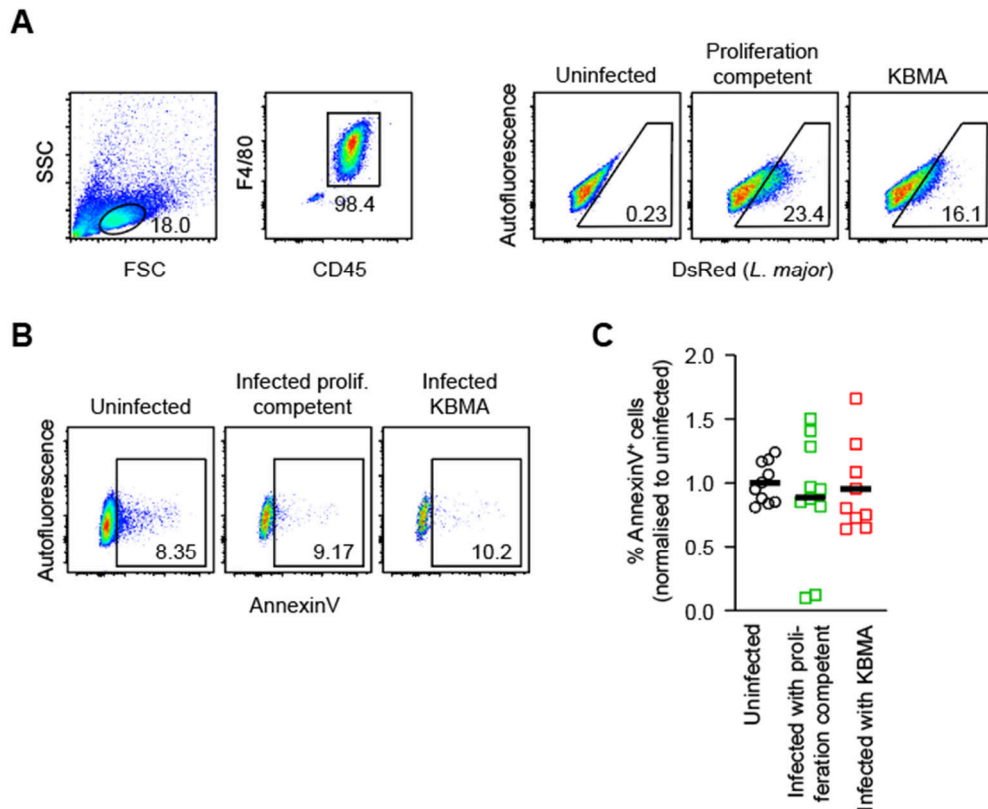 A
SSC
18.0
FSC
F4/80
98.4
CD45
Uninfected
Proliferation
competent
KBMA
Autofluorescence
0.23
23.4
16.1
DsRed (L. major)
B
Uninfected
Infected prolif.
competent
Infected
KBMA
Autofluorescence
8.35
9.17
10.2
AnnexinV
C
% AnnexinV+ cells
(normalised to uninfected)
2.0
1.5
1.0
0.5
0.0
Uninfected
Infected with proli-
feration competent
Infected with KBMA